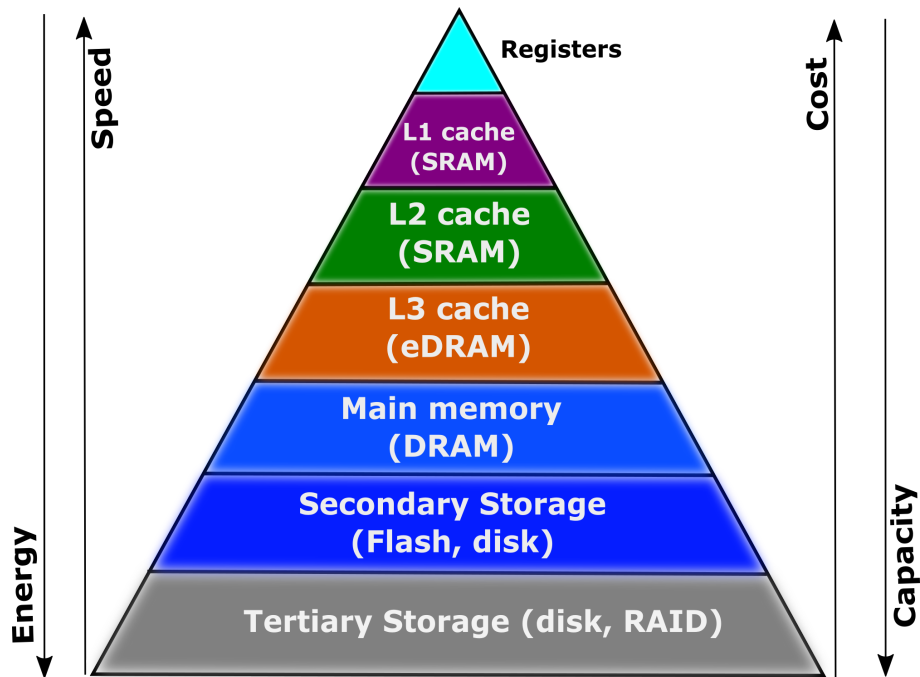 Speed
Energy
Registers
Cost
Capacity
L1 cache
(SRAM)
L2 cache
(SRAM)
L3 cache
(eDRAM)
Main memory
(DRAM)
Secondary Storage
(Flash, disk)
Tertiary Storage (disk, RAID)